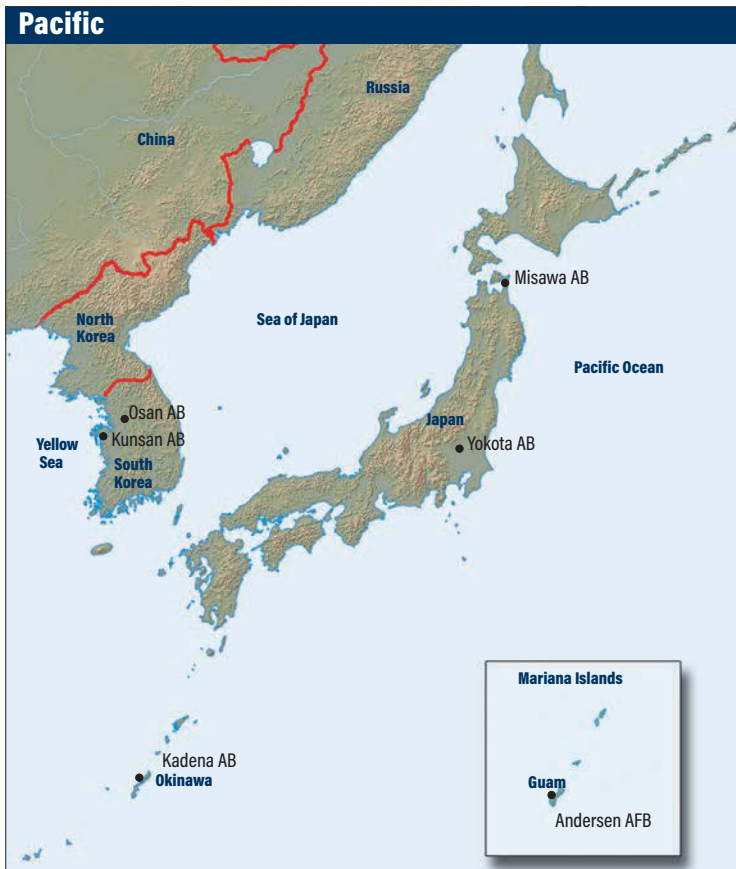 Pacific
Russia
China
Misawa AB
North
Korea
Sea of Japan
Pacific Ocean
Osan AB
Japan
Kunsan AB
Yellow
Sea
Yokota AB
South
Korea
Mariana Islands
Kadena AB
Okinawa
Guam
Andersen AFB